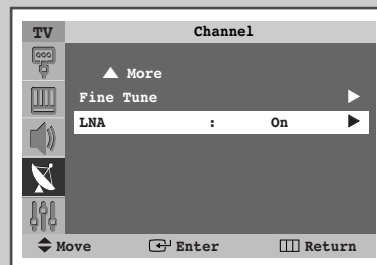 TV Channel
▲ More
Fine Tune ▶
LNA : On ▶
Move Enter Return